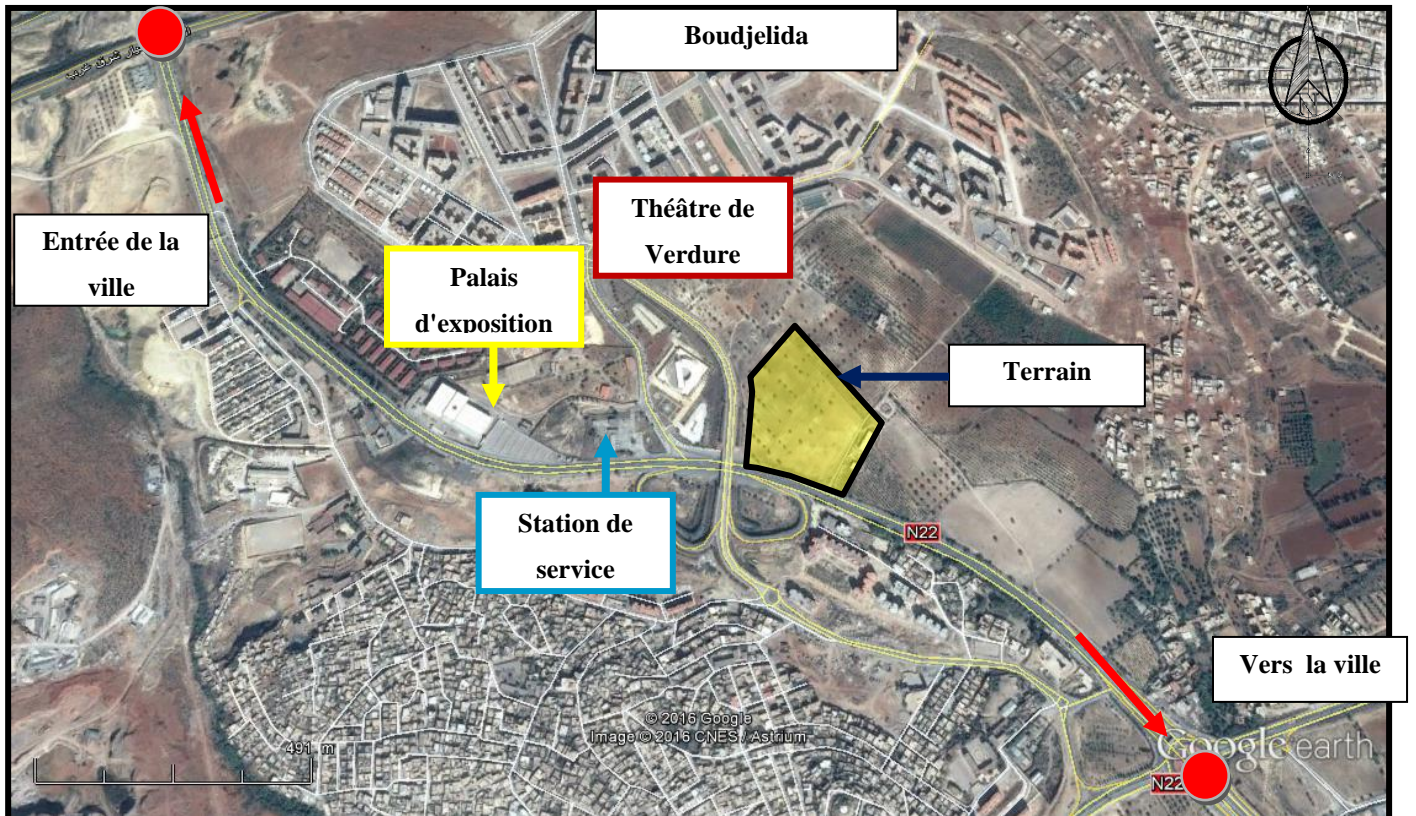 Boudjelida
N
Théâtre de
Verdure
Entrée de la
ville
Palais
d'exposition
Terrain
Station de
service
N22
Vers la ville
© 2016 Google
Image © 2016 CNES / Astrium
491 m
Google earth
N22